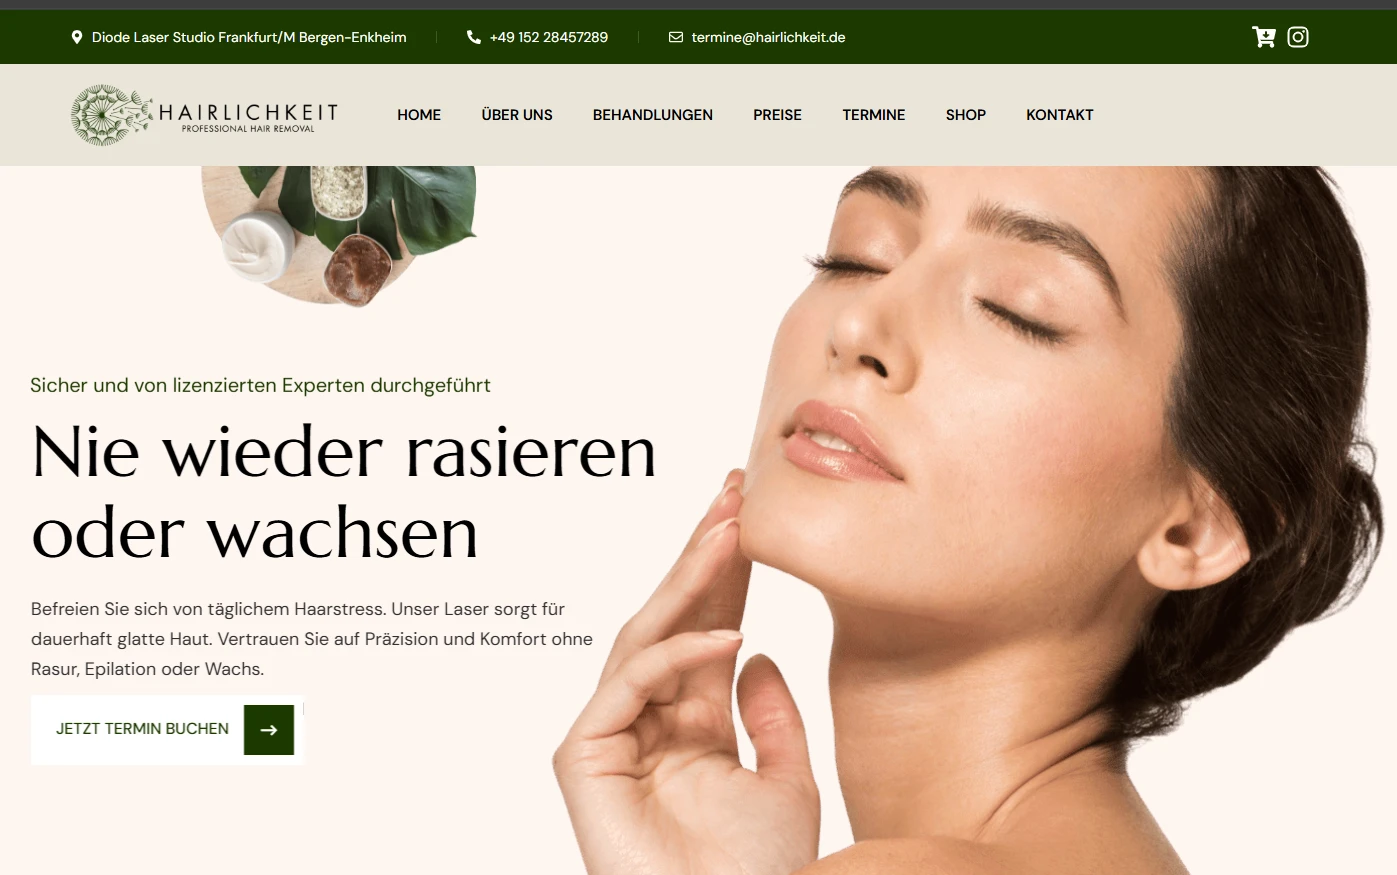 Diode Laser Studio Frankfurt/M Bergen-Enkheim
+49 152 28457289
termine@hairlichkeit.de
HAIRLICHKEIT
PROFESSIONAL HAIR REMOVAL
HOME
ÜBER UNS
BEHANDLUNGEN
PREISE
TERMINE
SHOP
KONTAKT
Sicher und von lizenzierten Experten durchgeführt
Nie wieder rasieren
oder wachsen
Befreien Sie sich von täglichem Haarstress. Unser Laser sorgt für
dauerhaft glatte Haut. Vertrauen Sie auf Präzision und Komfort ohne
Rasur, Epilation oder Wachs.
JETZT TERMIN BUCHEN